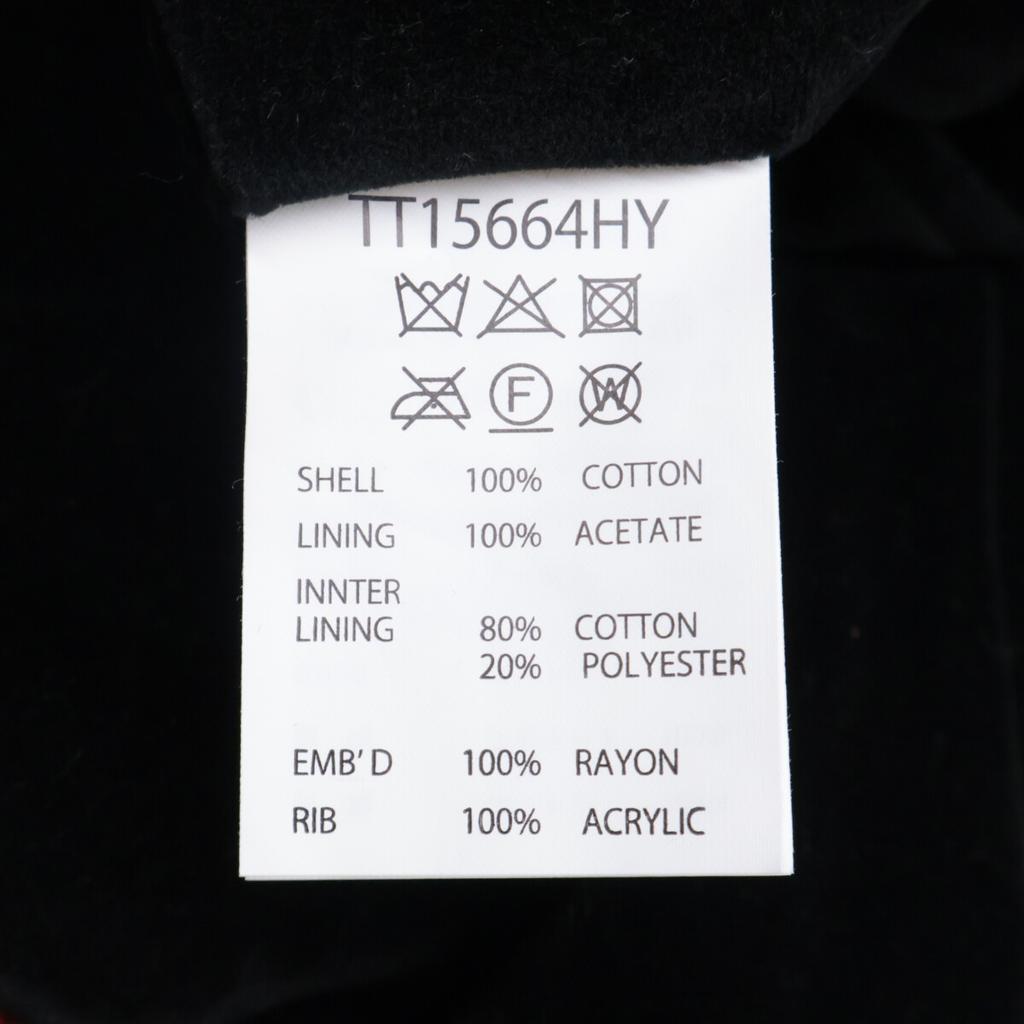 TT15664HY
F
W
SHELL 100% COTTON
LINING 100% ACETATE
INNTER
LINING 80% COTTON
20% POLYESTER
EMB'D 100% RAYON
RIB 100% ACRYLIC